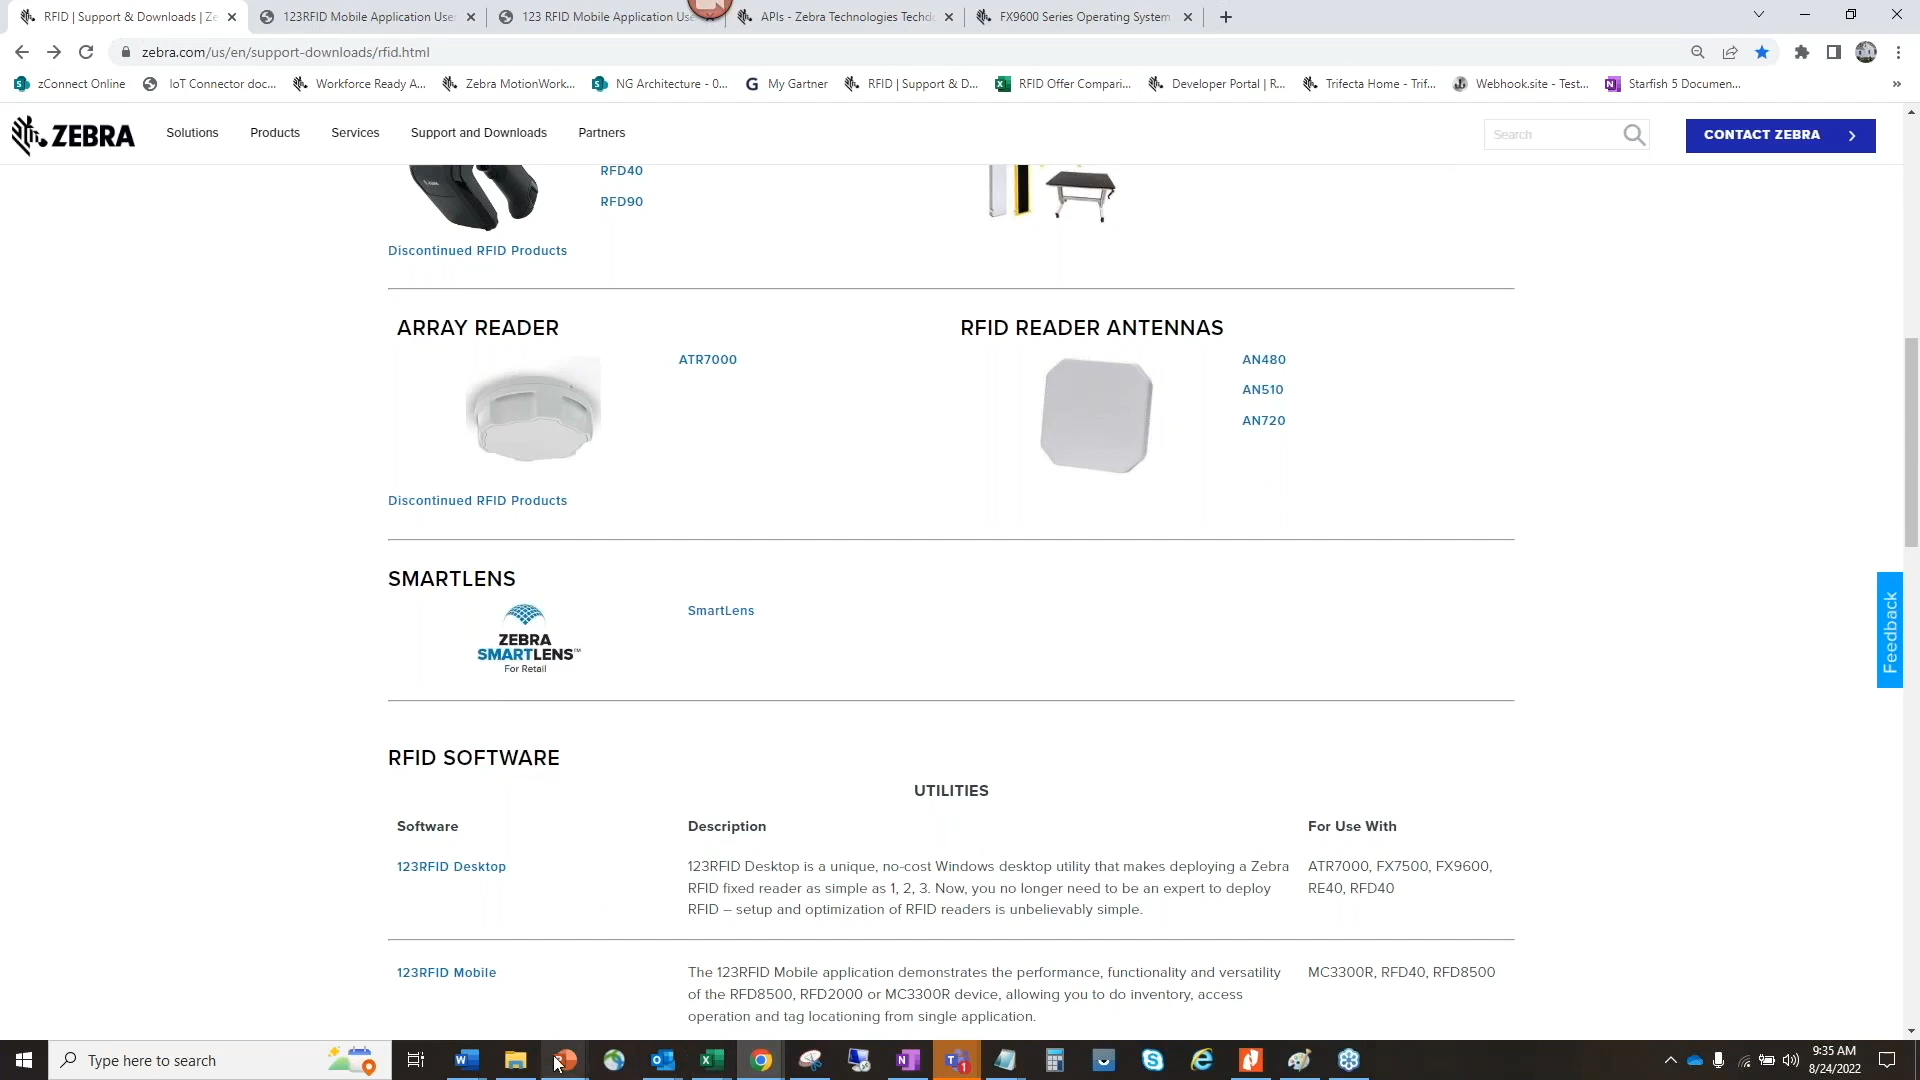 RFID | Support & Downloads | Ze
123RFID Mobile Application User
123 RFID Mobile Application Use
APIs - Zebra Technologies Techdo
FX9600 Series Operating System
zebra.com/us/en/support-downloads/rfid.html
zConnect Online
IoT Connector doc...
Workforce Ready A...
Zebra MotionWork...
NG Architecture - 0...
My Gartner
RFID | Support & D...
RFID Offer Compari...
Developer Portal | R...
Trifecta Home - Trif...
Webhook.site - Test...
Starfish 5 Documen...
»
ZEBRA
Solutions
Products
Services
Support and Downloads
Partners
Search
CONTACT ZEBRA
RFD40
RFD90
Discontinued RFID Products
ARRAY READER
ATR7000
Discontinued RFID Products
RFID READER ANTENNAS
AN480
AN510
AN720
SMARTLENS
ZEBRA
SMARTLENS™
For Retail
SmartLens
Feedback
RFID SOFTWARE
UTILITIES
Software Description For Use With
123RFID Desktop
123RFID Desktop is a unique, no-cost Windows desktop utility that makes deploying a Zebra
RFID fixed reader as simple as 1, 2, 3. Now, you no longer need to be an expert to deploy
RFID – setup and optimization of RFID readers is unbelievably simple.
ATR7000, FX7500, FX9600,
RE40, RFD40
123RFID Mobile
The 123RFID Mobile application demonstrates the performance, functionality and versatility
of the RFD8500, RFD2000 or MC3300R device, allowing you to do inventory, access
operation and tag locationing from single application.
MC3300R, RFD40, RFD8500
Type here to search
9:35 AM
8/24/2022